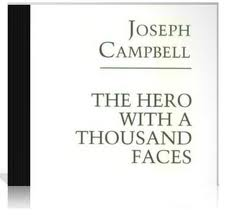 JOSEPH
CAMPBELL
THE HERO
WITH A
THOUSAND
FACES